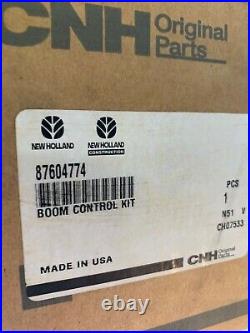 CNH Original
Parts
NEW HOLLAND
NEW HOLLAND
CONSTRUCTION
87604774
PCS
1
BOOM CONTROL KIT
N51 V
CH07533
MADE IN USA
CNH Original
Parts